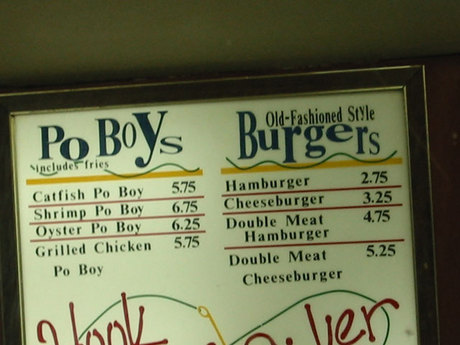 Po Boys
*includes fries
Catfish Po Boy 5.75
Shrimp Po Boy 6.75
Oyster Po Boy 6.25
Grilled Chicken 5.75
Po Boy
Old-Fashioned Style
Burgers
Hamburger 2.75
Cheeseburger 3.25
Double Meat 4.75
Hamburger
Double Meat 5.25
Cheeseburger
Hook